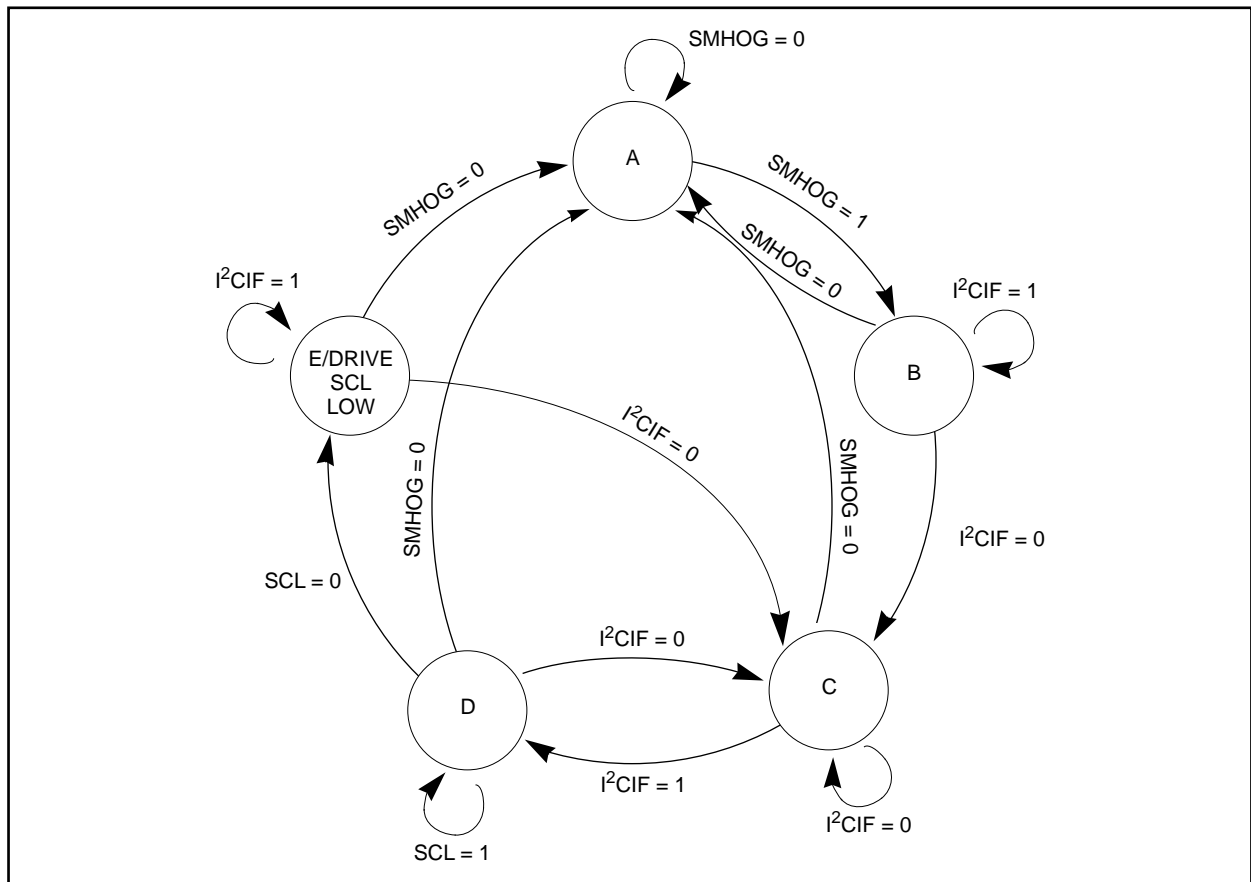 SMHOG = 0
A
SMHOG = 0
SMHOG = 1
SMHOG = 0
I²CIF = 1
I²CIF = 1
E/DRIVE
SCL
LOW
B
I²CIF = 0
SMHOG = 0
SMHOG = 0
I²CIF = 0
SCL = 0
I²CIF = 0
D
C
I²CIF = 1
I²CIF = 0
SCL = 1